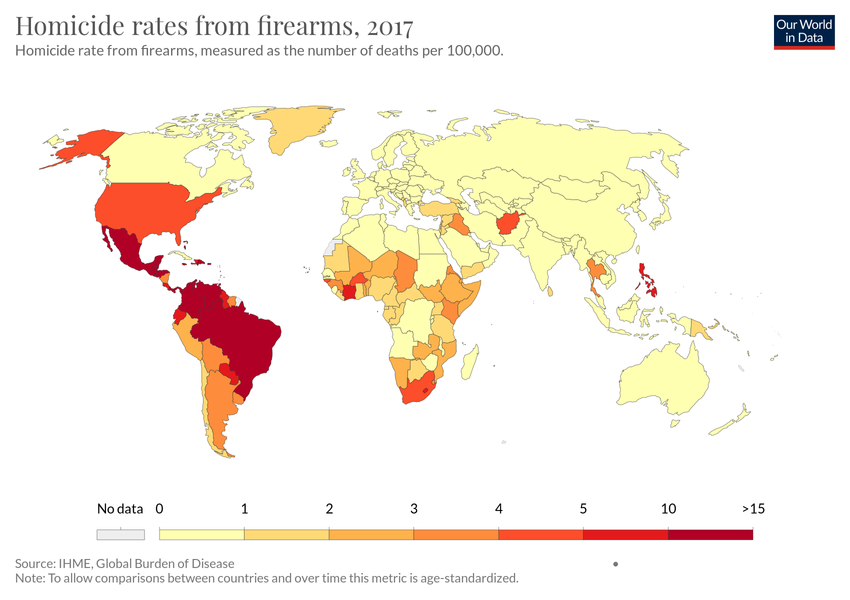 Homicide rates from firearms, 2017
Homicide rate from firearms, measured as the number of deaths per 100,000.
Our World
in Data
No data 0 1 2 3 4 5 10 >15
Source: IHME, Global Burden of Disease
Note: To allow comparisons between countries and over time this metric is age-standardized.